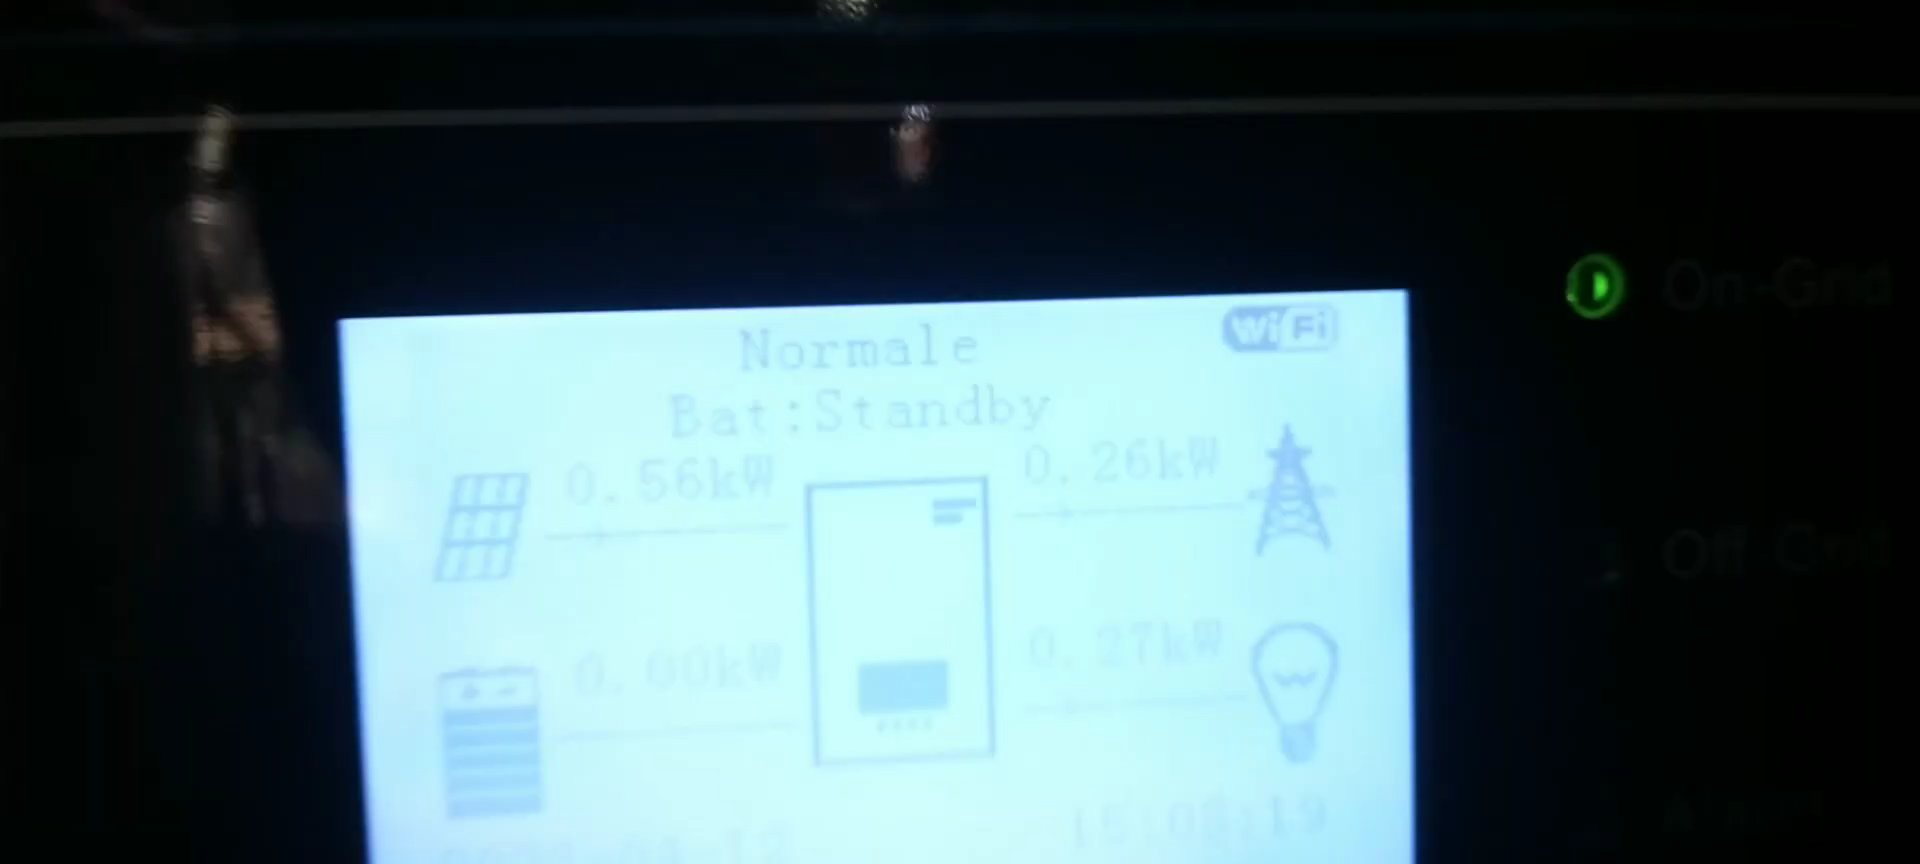 Normale
WiFi
Bat:Standby
0.56kW
0.26kW
0.00kW
0.27kW
On-Grid
Off-Grid